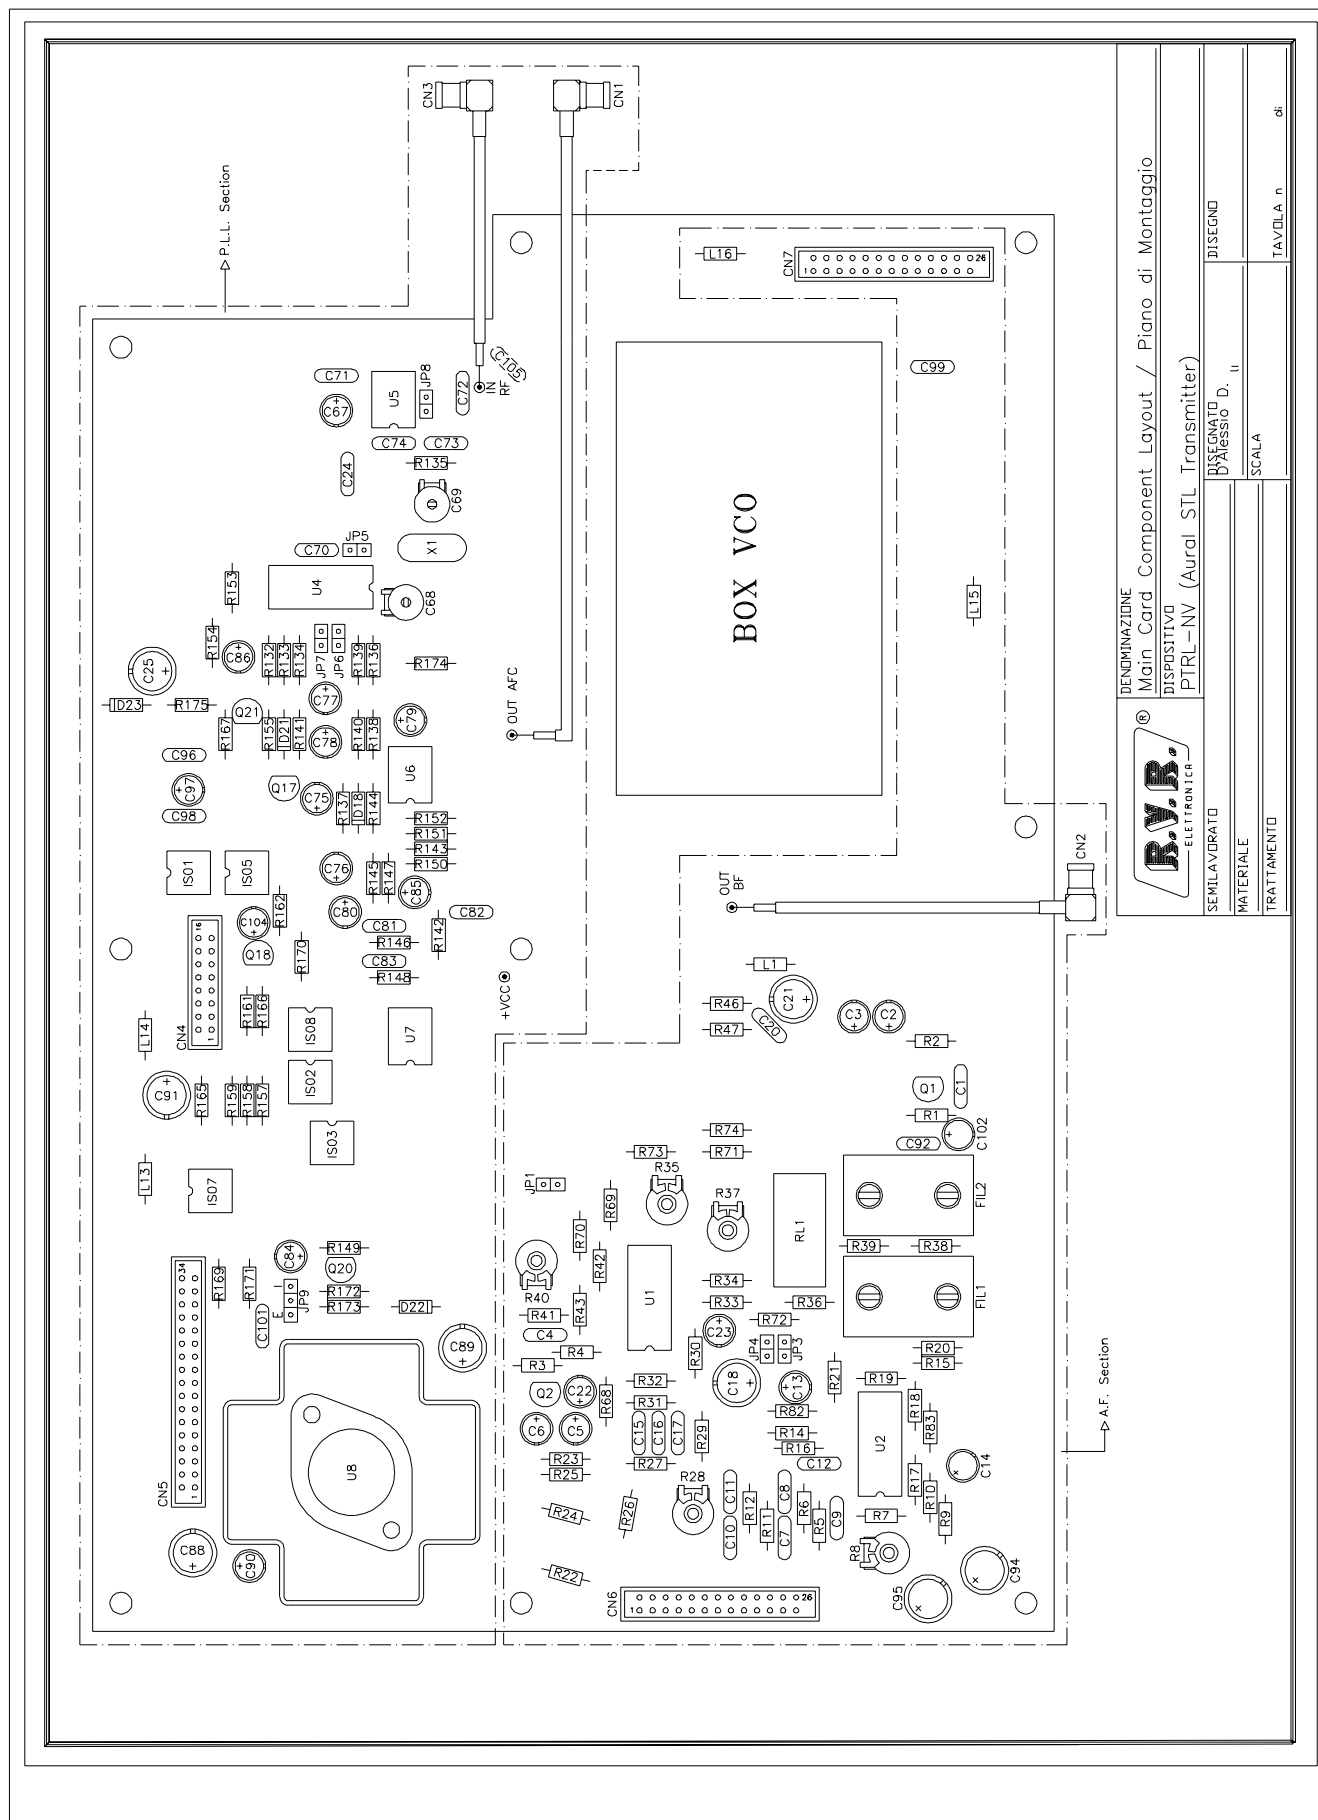 P.L.L. Section
CN3
CN1
L16
CN7
1
26
C71
C67
U5
JP8
C72
C105
IN
RF
C74
C73
C24
R135
C69
C99
C70
JP5
X1
U4
C68
R153
BOX VCO
L15
R154
C25
C86
R132
R133
R134
JP7
JP6
R139
R136
R174
D23
R175
Q21
C77
C79
R167
R155
D21
R141
C78
R140
R138
OUT AFC
C96
C97
C98
Q17
C75
R137
D18
R144
U6
R152
R151
R143
R150
IS01
IS05
C76
R145
R147
C85
CN4
16
1
C104
R162
C80
C81
C82
Q18
R170
R146
R142
C83
R148
+VCC
OUT
BF
CN2
L14
R161
R166
IS08
U7
L1
C21
R46
R47
C20
C3
C2
R2
C91
R165
R159
R158
R157
IS02
IS03
Q1
C1
R1
C102
C92
L13
IS07
R74
R73
R71
JP1
R35
R37
R69
R70
R42
RL1
FIL2
R39
R38
CN5
34
1
R169
R171
C84
R149
Q20
I
E
JP9
R172
R173
C101
D22
R40
R41
R43
U1
R34
R33
R36
FIL1
C4
C23
R72
C89
R3
R4
R30
JP4
JP3
R20
R15
Q2
C22
R68
R32
R31
C18
C13
R21
R19
C6
C5
C15
C16
C17
R29
R82
R14
R16
C12
U2
R18
R83
A.F. Section
U8
R23
R25
R27
R28
C14
R24
R26
C11
C10
R12
R11
C8
C7
R6
R5
C9
R7
R17
R10
R9
C88
C90
R22
R8
CN6
1
26
C95
C94
R.V.R.
ELETTRONICA
®
DENOMINAZIONE
Main Card Component Layout / Piano di Montaggio
DISPOSITIVO
PTRL-NV (Aural STL Transmitter)
SEMILAVORATO
DISEGNATO
D'Alessio D.
li
DISEGNO
MATERIALE
SCALA
TRATTAMENTO
TAVOLA n
di